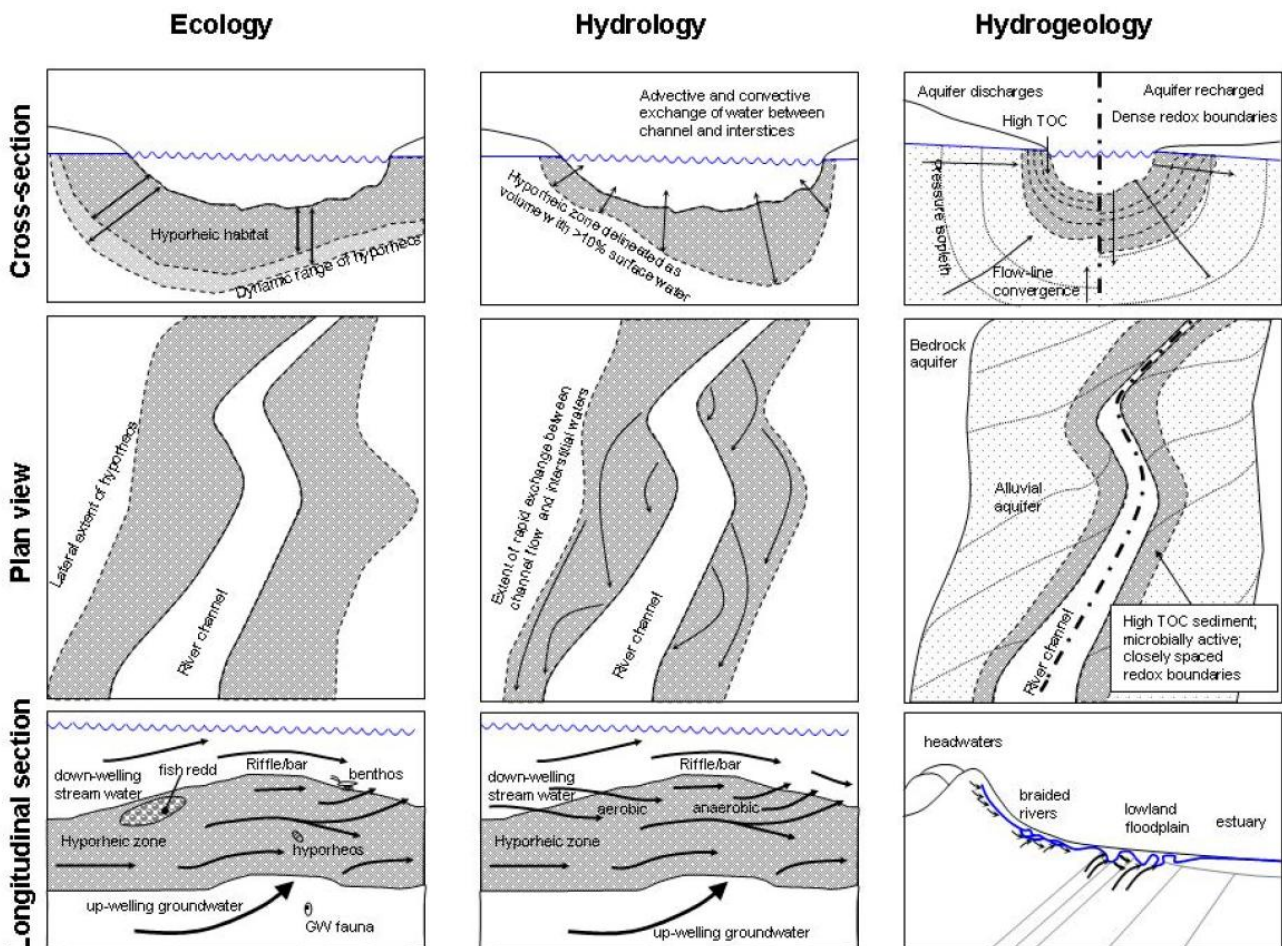 Ecology
Hydrology
Hydrogeology
Cross-section
Hyporheic habitat
Dynamic range of hyporheos
Advective and convective
exchange of water between
channel and interstices
Hyporheic zone delineated as
volume with >10% surface water
Aquifer discharges
Aquifer recharged
High TOC
Dense redox boundaries
Pressure isopleth
Flow-line
convergence
Plan view
Lateral extent of hyporheos
River channel
Extent of rapid exchange between
channel flow and interstitial waters
River channel
Bedrock
aquifer
Alluvial
aquifer
River channel
High TOC sediment;
microbially active;
closely spaced
redox boundaries
Longitudinal section
down-welling
stream water
fish redd
Riffle/bar
benthos
Hyporheic zone
hyporheos
up-welling groundwater
GW fauna
down-welling
stream water
Riffle/bar
aerobic
anaerobic
Hyporheic zone
up-welling groundwater
headwaters
braided
rivers
lowland
floodplain
estuary